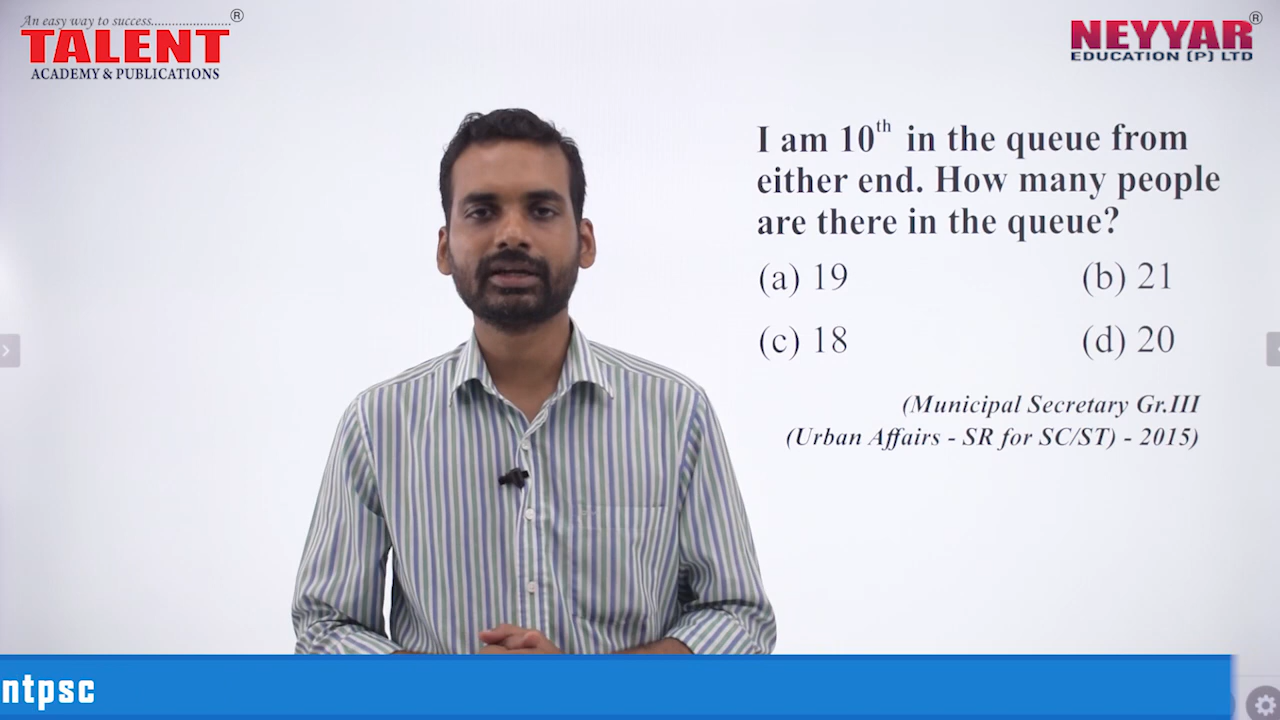 An easy way to success........................®
TALENT
ACADEMY & PUBLICATIONS
NEYYAR®
EDUCATION (P) LTD
I am 10th in the queue from
either end. How many people
are there in the queue?
(a) 19 (b) 21
(c) 18 (d) 20
(Municipal Secretary Gr.III
(Urban Affairs - SR for SC/ST) - 2015)
ntpsc